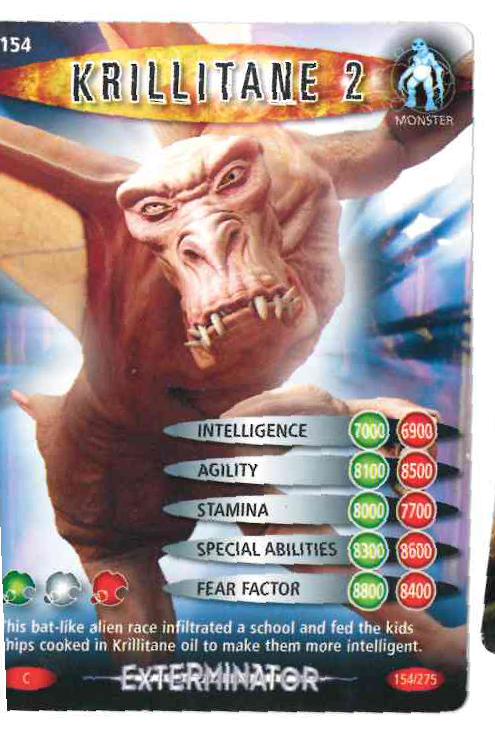 154
KRILLITANE 2
MONSTER
INTELLIGENCE 7000 6900
AGILITY 8100 8500
STAMINA 8000 7700
SPECIAL ABILITIES 8300 8600
FEAR FACTOR 8800 8400
his bat-like alien race infiltrated a school and fed the kids
hips cooked in Krillitane oil to make them more intelligent.
C EXTERMINATOR 154/275